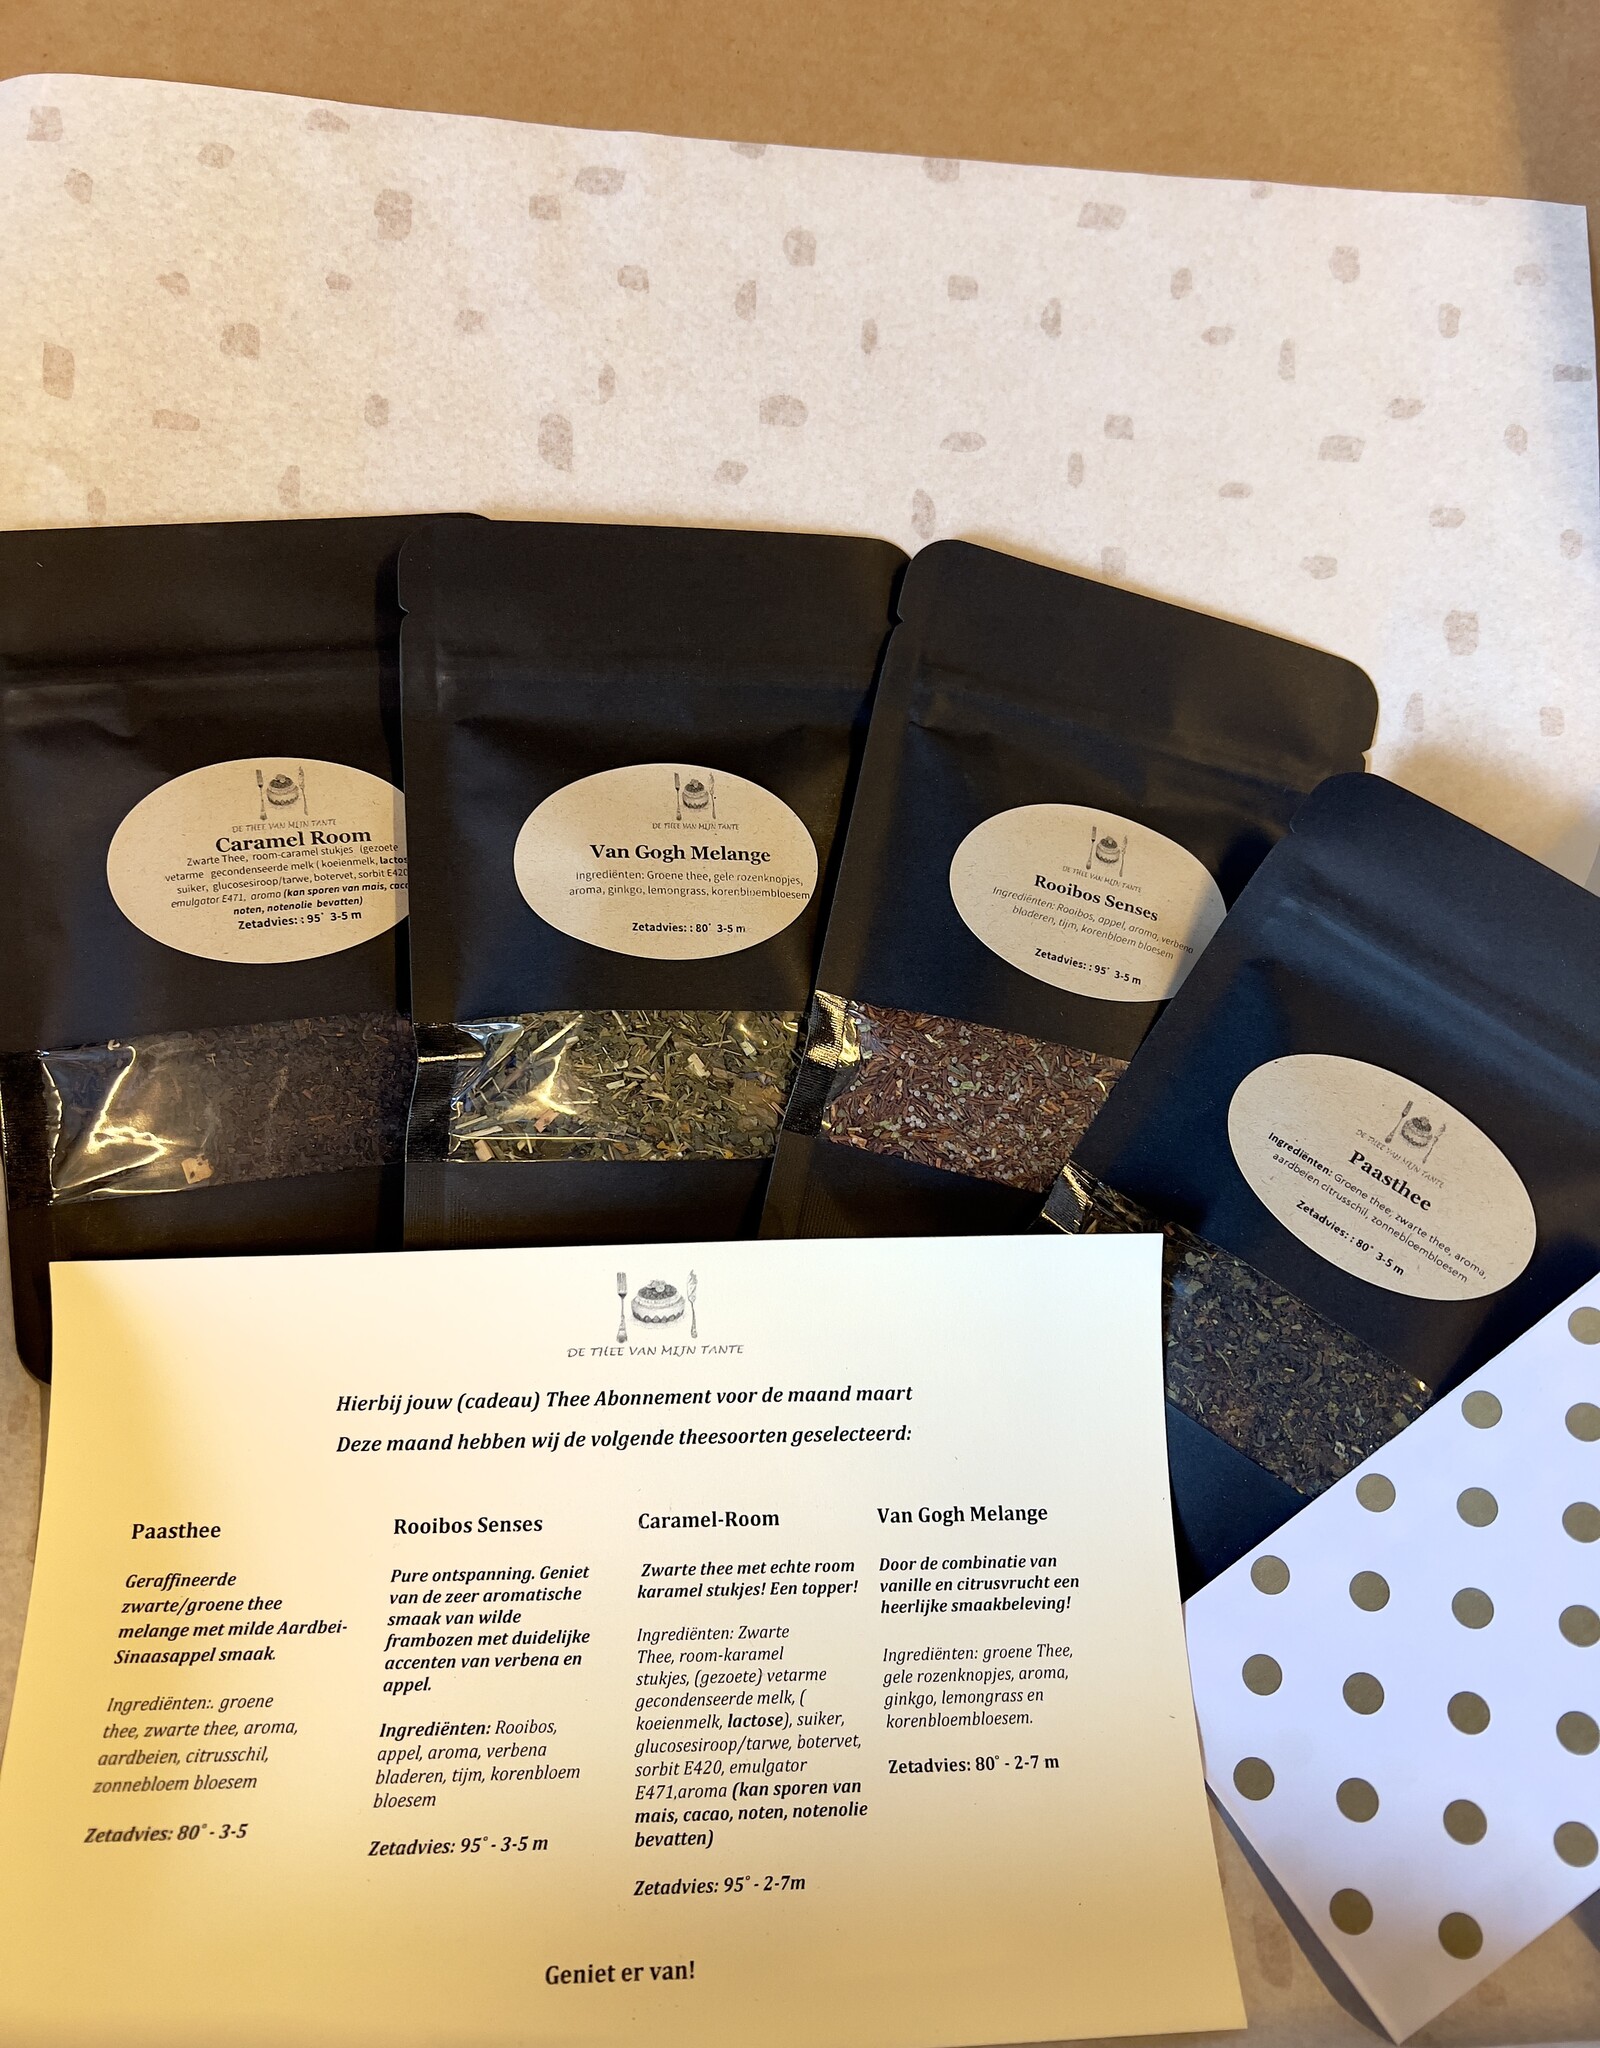 DE THEE VAN MIJN TANTE
Caramel Room
Zwarte Thee, room-caramel stukjes (gezoete
vetarme gecondenseerde melk ( koeienmelk, lactos
suiker, glucosesiroop/tarwe, botervet, sorbit E420
emulgator E471, aroma (kan sporen van mais, caca
noten, notenolie bevatten)
Zetadvies: : 95° 3-5 m
DE THEE VAN MIJN TANTE
Van Gogh Melange
ingrediënten: Groene thee, gele rozenknopjes,
aroma, ginkgo, lemongrass, korenbloembloesem
Zetadvies: : 80° 3-5 m
DE THEE VAN MIJN TANTE
Rooibos Senses
Ingrediënten: Rooibos, appel, aroma, verbena
bladeren, tijm, korenbloem bloesem
Zetadvies: : 95° 3-5 m
DE THEE VAN MIJN TANTE
Paasthee
Ingrediënten: Groene thee, zwarte thee, aroma,
aardbeien citrusschil, zonnebloembloesem
Zetadvies: : 80° 3-5 m
DE THEE VAN MIJN TANTE
Hierbij jouw (cadeau) Thee Abonnement voor de maand maart
Deze maand hebben wij de volgende theesoorten geselecteerd:
Paasthee
Geraffineerde
zwarte/groene thee
melange met milde Aardbei-
Sinaasappel smaak.
Ingrediënten:. groene
thee, zwarte thee, aroma,
aardbeien, citrusschil,
zonnebloem bloesem
Zetadvies: 80° - 3-5
Rooibos Senses
Pure ontspanning. Geniet
van de zeer aromatische
smaak van wilde
frambozen met duidelijke
accenten van verbena en
appel.
Ingrediënten: Rooibos,
appel, aroma, verbena
bladeren, tijm, korenbloem
bloesem
Zetadvies: 95° - 3-5 m
Caramel-Room
Zwarte thee met echte room
karamel stukjes! Een topper!
Ingrediënten: Zwarte
Thee, room-karamel
stukjes, (gezoete) vetarme
gecondenseerde melk, (
koeienmelk, lactose), suiker,
glucosesiroop/tarwe, botervet,
sorbit E420, emulgator
E471,aroma (kan sporen van
mais, cacao, noten, notenolie
bevatten)
Zetadvies: 95° - 2-7m
Van Gogh Melange
Door de combinatie van
vanille en citrusvrucht een
heerlijke smaakbeleving!
Ingrediënten: groene Thee,
gele rozenknopjes, aroma,
ginkgo, lemongrass en
korenbloembloesem.
Zetadvies: 80° - 2-7 m
Geniet er van!